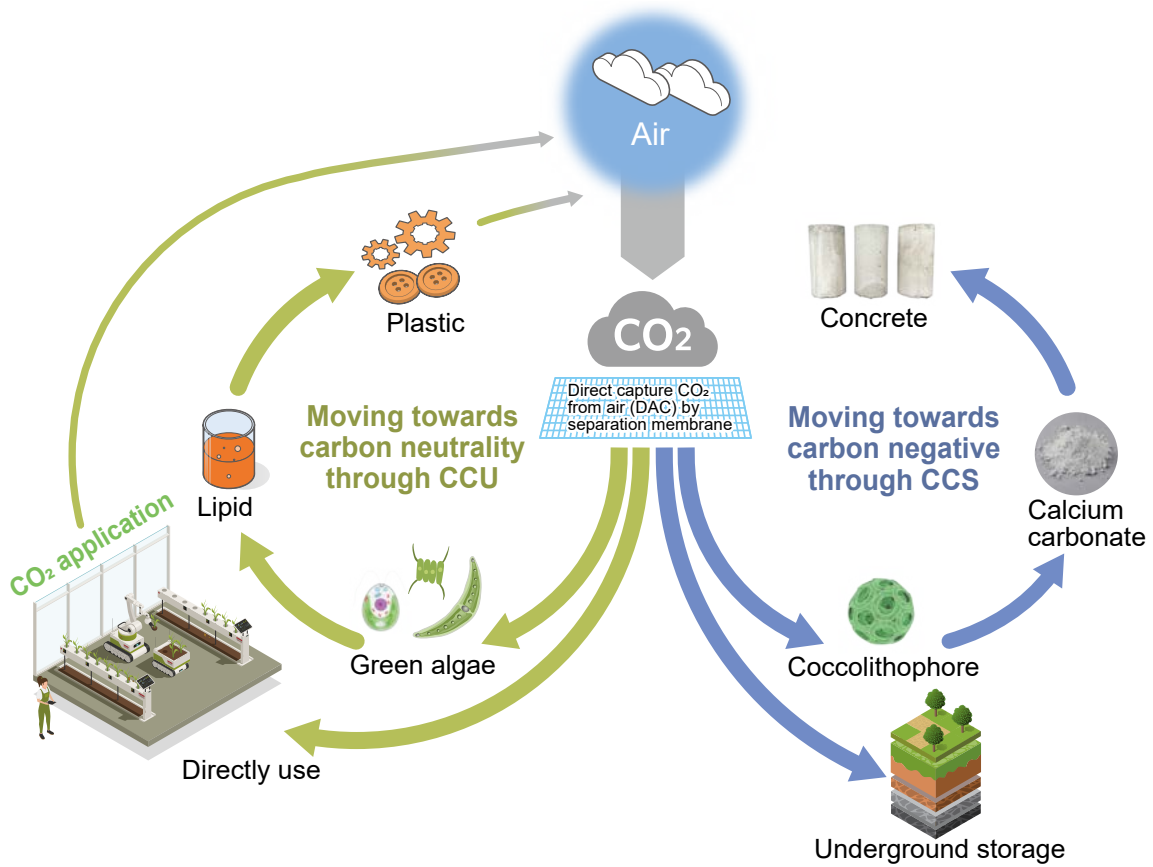 Air
CO₂
Direct capture CO₂
from air (DAC) by
separation membrane
Plastic
Concrete
Moving towards
carbon neutrality
through CCU
Moving towards
carbon negative
through CCS
Lipid
Calcium
carbonate
CO₂ application
Green algae
Coccolithophore
Directly use
Underground storage